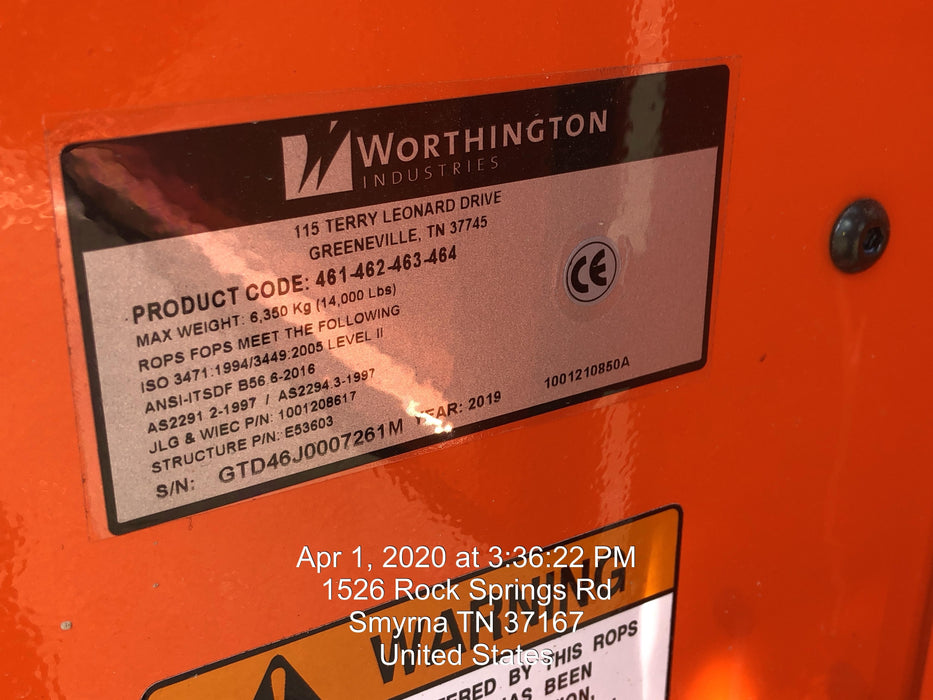 WORTHINGTON
INDUSTRIES
115 TERRY LEONARD DRIVE
GREENEVILLE, TN 37745
PRODUCT CODE: 461-462-463-464
MAX WEIGHT: 6,350 Kg (14,000 Lbs)
ROPS FOPS MEET THE FOLLOWING
ISO 3471:1994/3449:2005 LEVEL II
ANSI-ITSDF B56.6-2016
AS2291 2-1997 / AS2294.3-1997
JLG & WIEC P/N: 1001208617
STRUCTURE P/N: E53603
S/N: GTD46J0007261M YEAR: 2019
1001210850A
CE
Apr 1, 2020 at 3:36:22 PM
1526 Rock Springs Rd
Smyrna TN 37167
United States
WARNING
BY THIS ROPS
BEEN